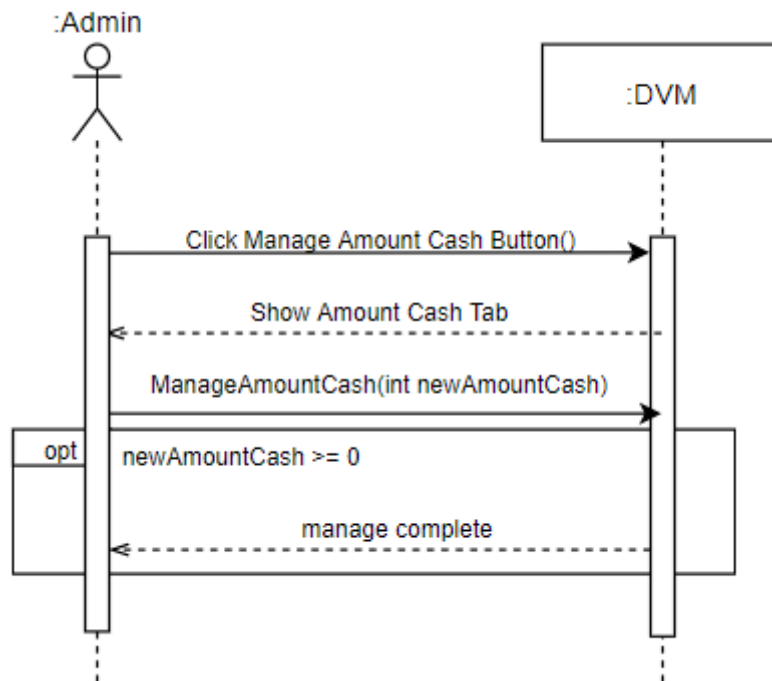 :Admin
:DVM
Click Manage Amount Cash Button()
Show Amount Cash Tab
ManageAmountCash(int newAmountCash)
opt
newAmountCash >= 0
manage complete